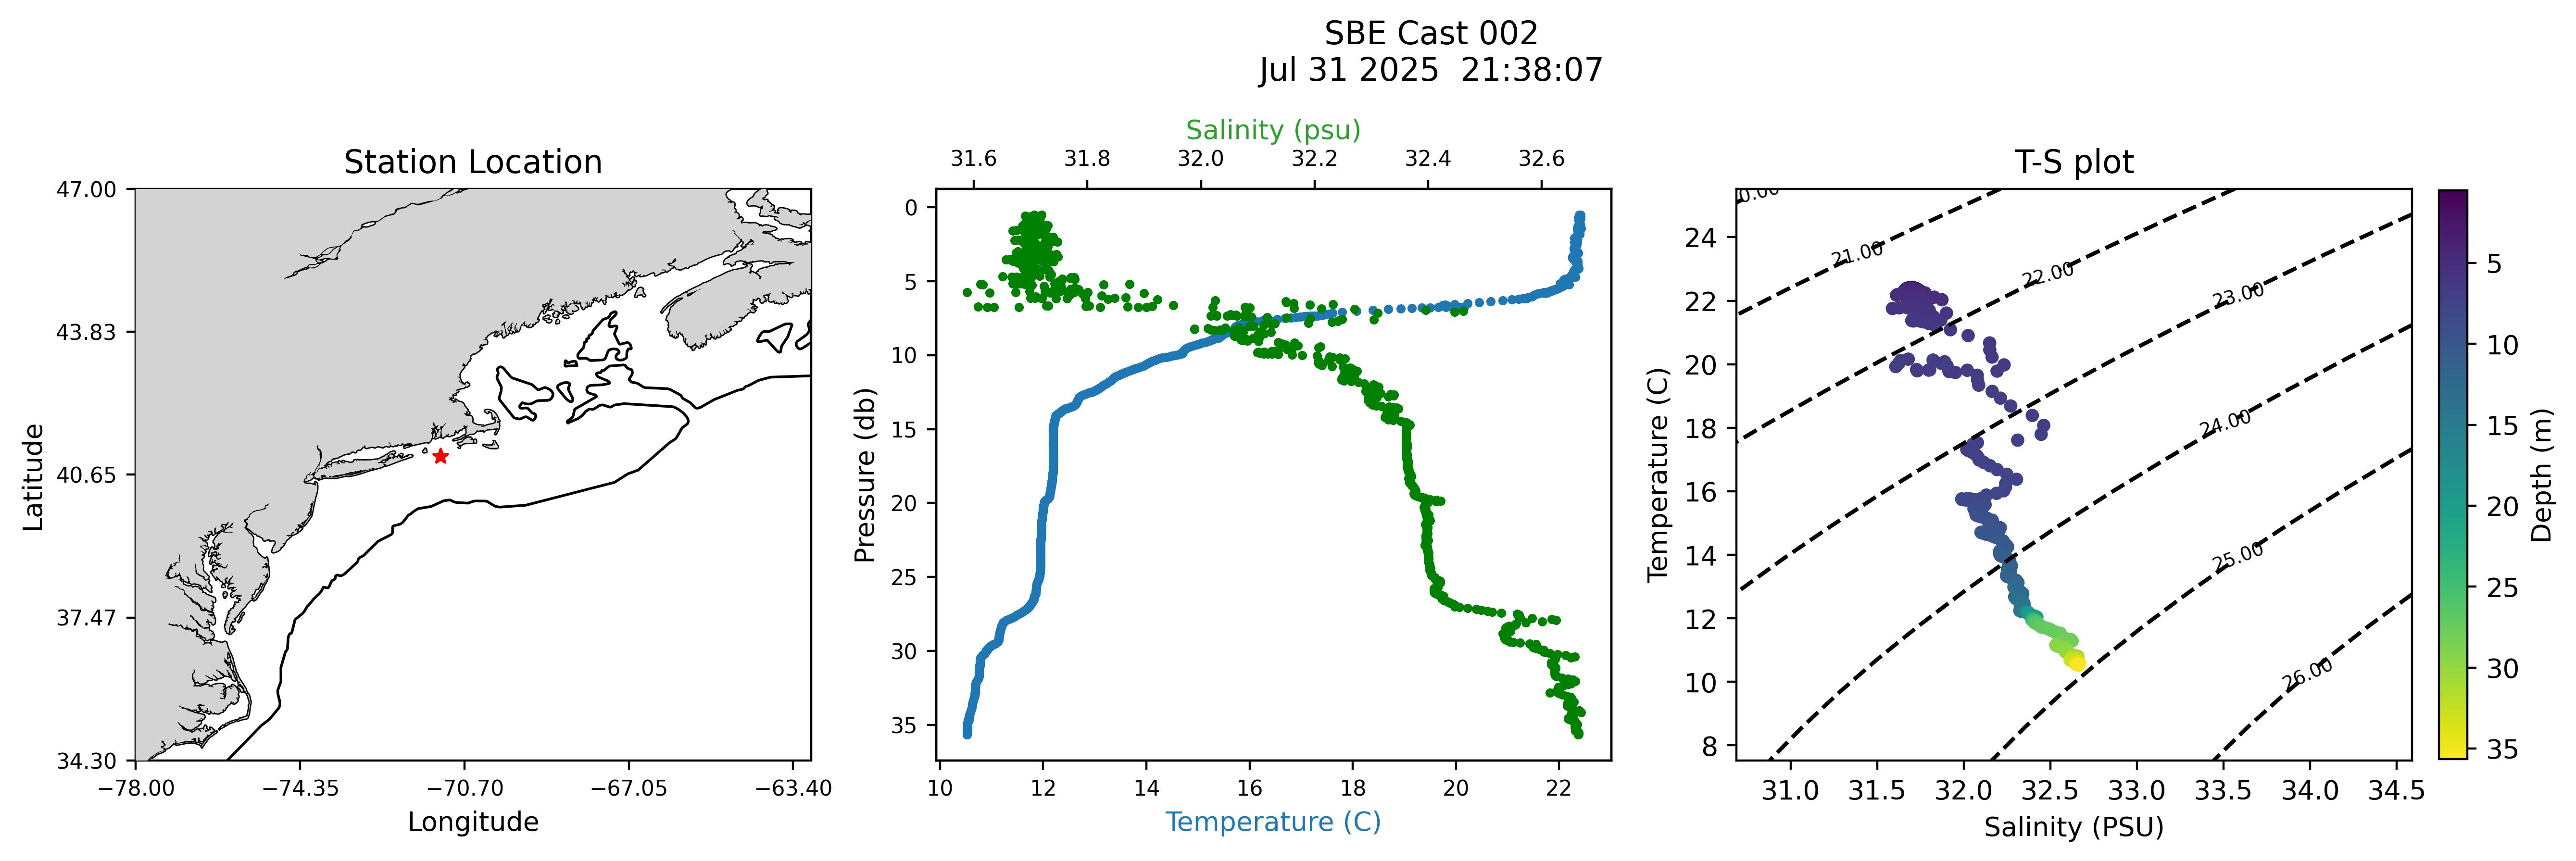 SBE Cast 002
Jul 31 2025  21:38:07
Station Location
47.00
43.83
40.65
37.47
34.30
Latitude
−78.00 −74.35 −70.70 −67.05 −63.40
Longitude
Salinity (psu)
31.6 31.8 32.0 32.2 32.4 32.6
0
5
10
15
20
25
30
35
Pressure (db)
10 12 14 16 18 20 22
Temperature (C)
T-S plot
24
22
20
18
16
14
12
10
8
Temperature (C)
21.00
22.00
23.00
24.00
25.00
26.00
31.0 31.5 32.0 32.5 33.0 33.5 34.0 34.5
Salinity (PSU)
5
10
15
20
25
30
35
Depth (m)